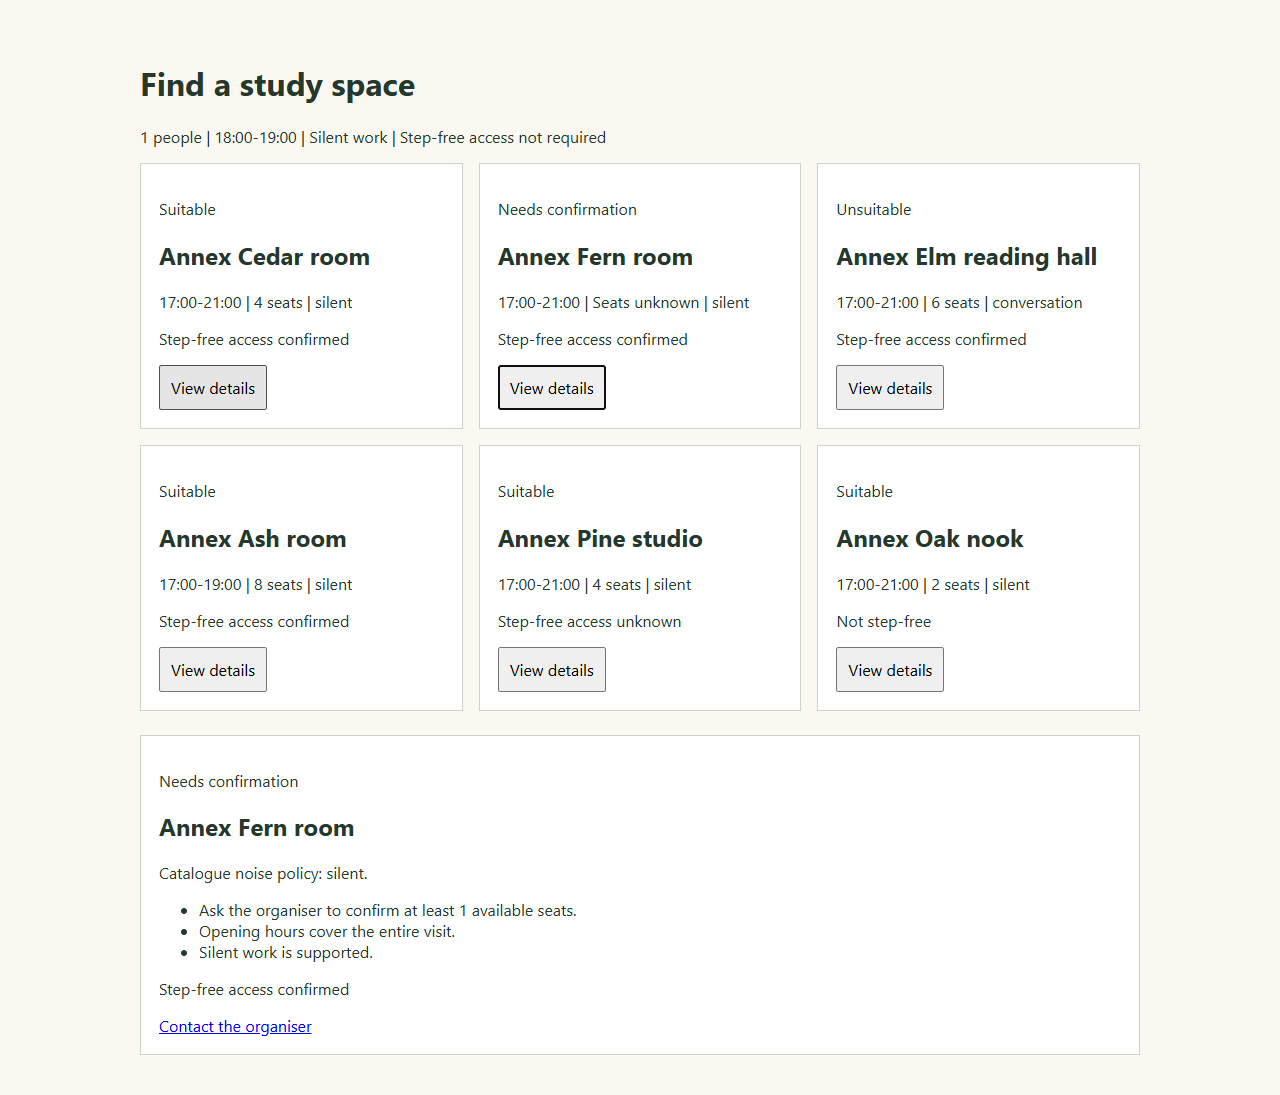 Find a study space
1 people | 18:00-19:00 | Silent work | Step-free access not required
Suitable
Annex Cedar room
17:00-21:00 | 4 seats | silent
Step-free access confirmed
View details
Needs confirmation
Annex Fern room
17:00-21:00 | Seats unknown | silent
Step-free access confirmed
View details
Unsuitable
Annex Elm reading hall
17:00-21:00 | 6 seats | conversation
Step-free access confirmed
View details
Suitable
Annex Ash room
17:00-19:00 | 8 seats | silent
Step-free access confirmed
View details
Suitable
Annex Pine studio
17:00-21:00 | 4 seats | silent
Step-free access unknown
View details
Suitable
Annex Oak nook
17:00-21:00 | 2 seats | silent
Not step-free
View details
Needs confirmation
Annex Fern room
Catalogue noise policy: silent.
• Ask the organiser to confirm at least 1 available seats.
• Opening hours cover the entire visit.
• Silent work is supported.
Step-free access confirmed
Contact the organiser